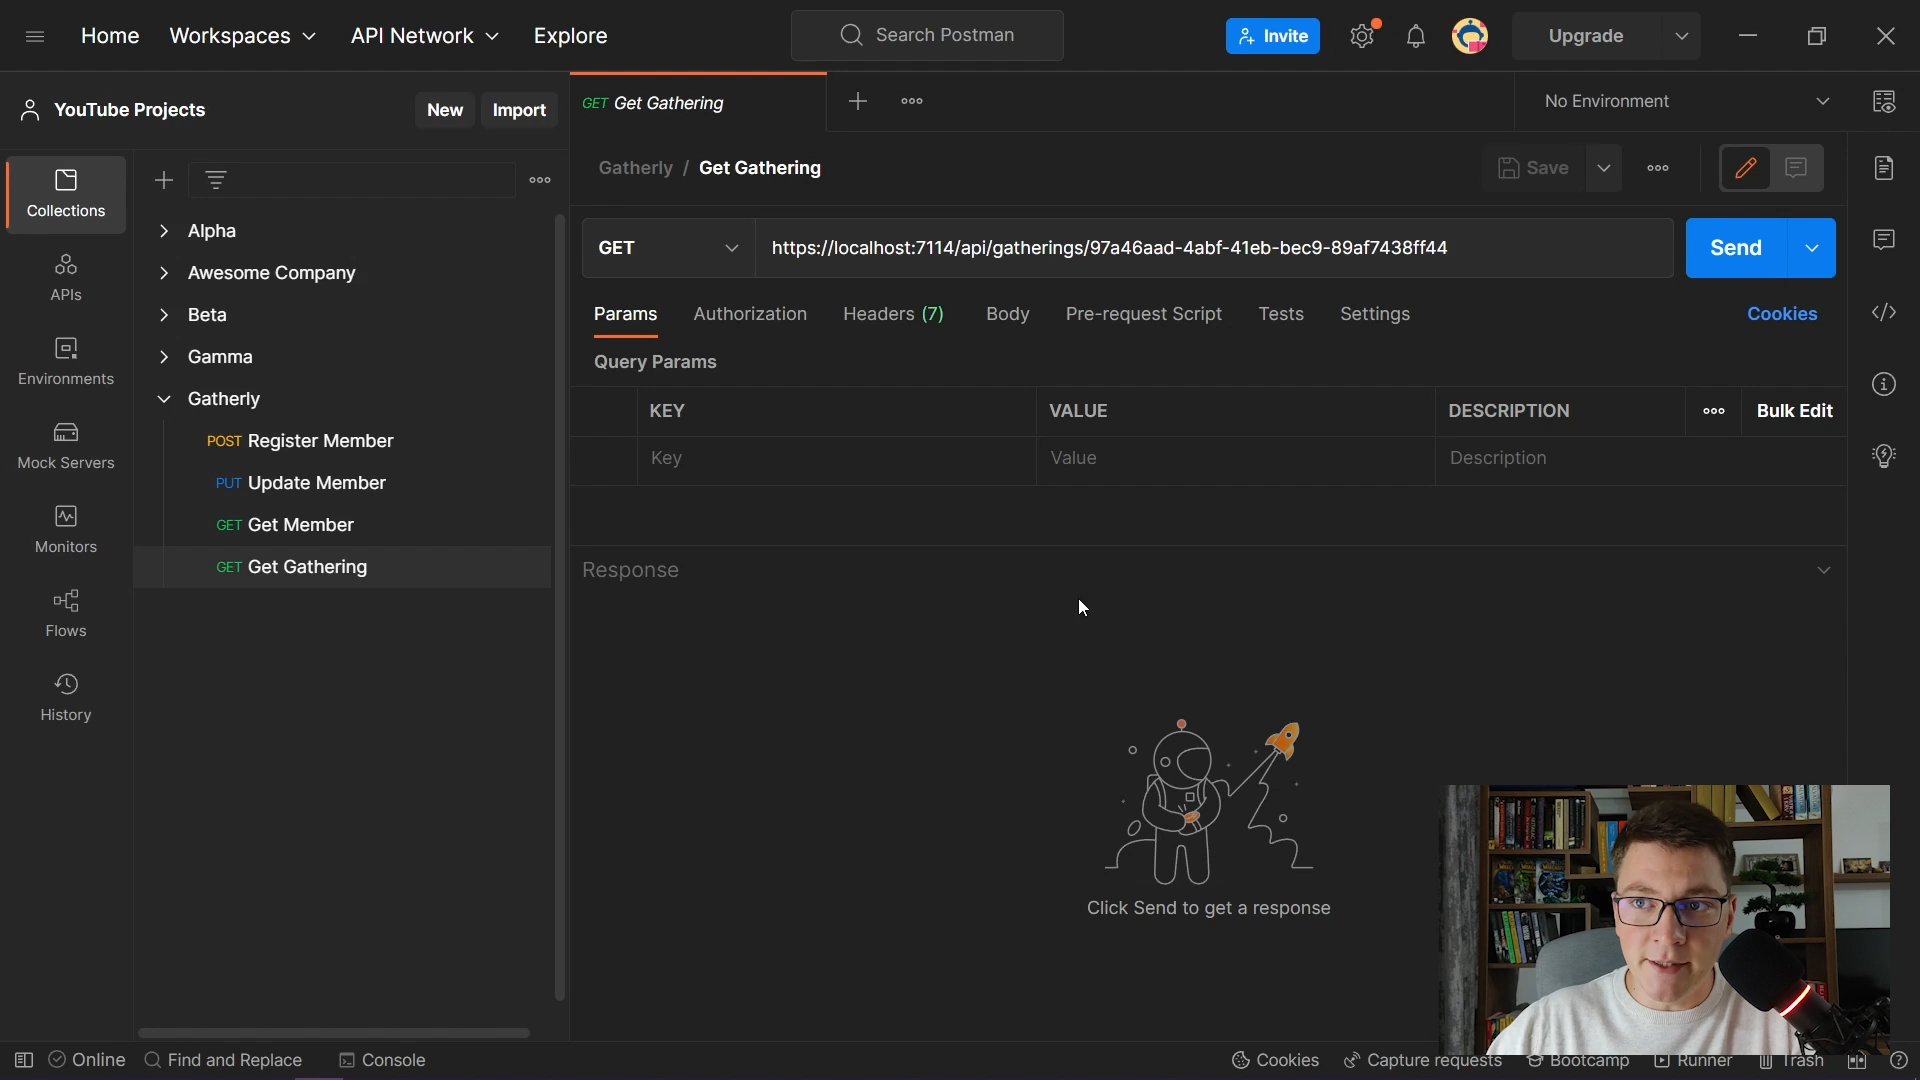 Home
Workspaces
API Network
Explore
Search Postman
Invite
Upgrade
YouTube Projects
New
Import
GET Get Gathering
No Environment
Gatherly / Get Gathering
Save
Collections
APIs
Environments
Mock Servers
Monitors
Flows
History
Alpha
Awesome Company
Beta
Gamma
Gatherly
POST Register Member
PUT Update Member
GET Get Member
GET Get Gathering
GET
https://localhost:7114/api/gatherings/97a46aad-4abf-41eb-bec9-89af7438ff44
Send
Params
Authorization
Headers (7)
Body
Pre-request Script
Tests
Settings
Cookies
Query Params
KEY
VALUE
DESCRIPTION
Bulk Edit
Key
Value
Description
Response
Click Send to get a response
Online
Find and Replace
Console
Cookies
Capture requests
Bootcamp
Runner
Trash